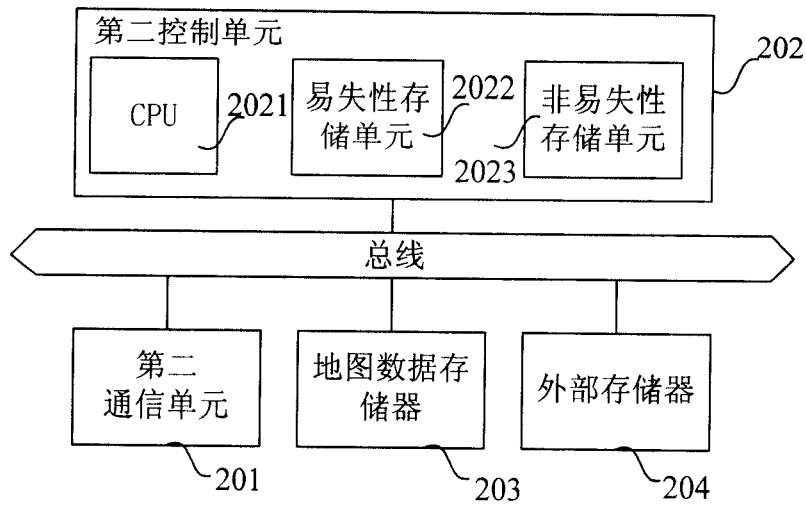 第二控制单元
202
CPU
2021
易失性存
储单元
2022
非易失性
存储单元
2023
总线
第二
通信单元
201
地图数据存
储器
203
外部存储器
204